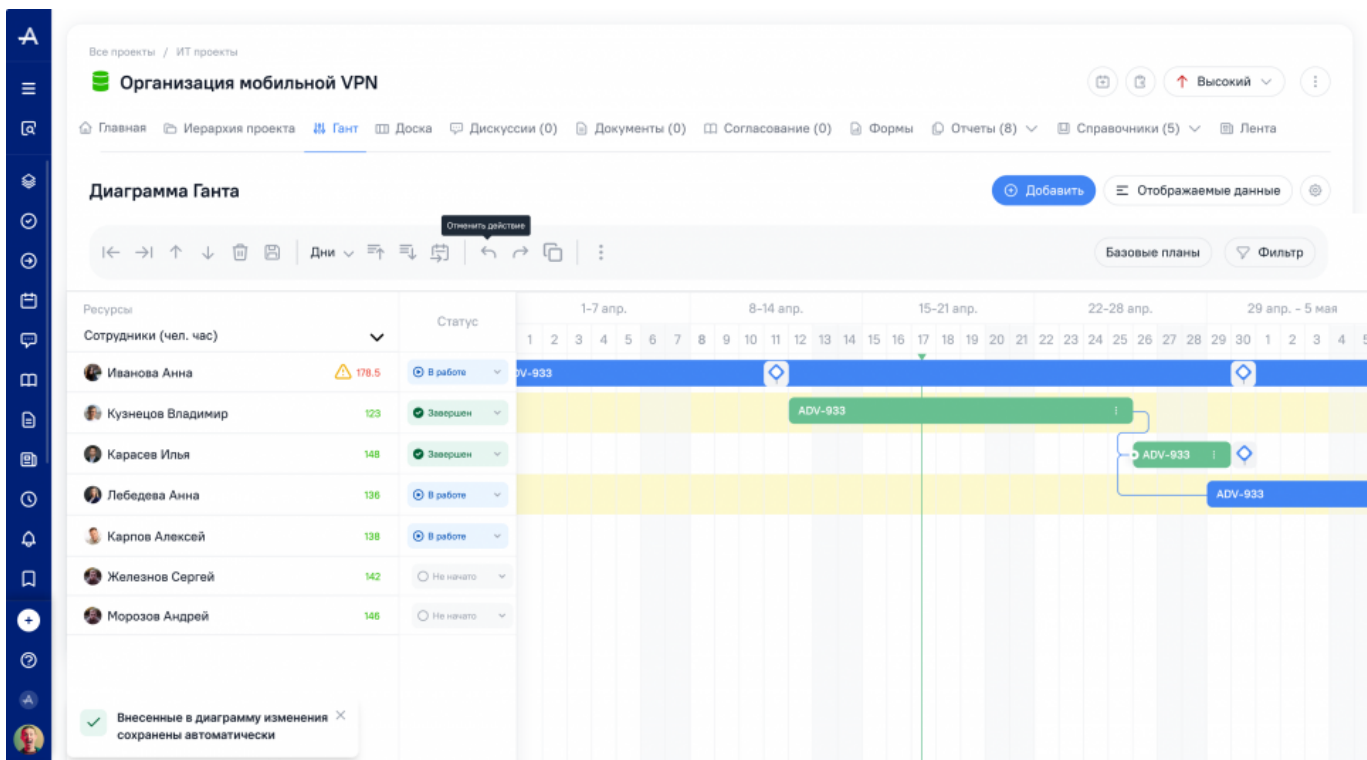 Все проекты / ИТ проекты
Организация мобильной VPN
Высокий
Главная Иерархия проекта Гант Доска Дискуссии (0) Документы (0) Согласование (0) Формы Отчеты (8) Справочники (5) Лента
Диаграмма Ганта
Добавить Отображаемые данные
Отменить действие
Дни
Базовые планы Фильтр
Ресурсы
Сотрудники (чел. час)
Статус
1-7 апр. 8-14 апр. 15-21 апр. 22-28 апр. 29 апр. - 5 мая
1 2 3 4 5 6 7 8 9 10 11 12 13 14 15 16 17 18 19 20 21 22 23 24 25 26 27 28 29 30 1 2 3 4 5
Иванова Анна 178.5 В работе DV-933
Кузнецов Владимир 123 Завершен ADV-933
Карасев Илья 148 Завершен ADV-933
Лебедева Анна 136 В работе ADV-933
Карпов Алексей 138 В работе
Железнов Сергей 142 Не начато
Морозов Андрей 146 Не начато
Внесенные в диаграмму изменения
сохранены автоматически